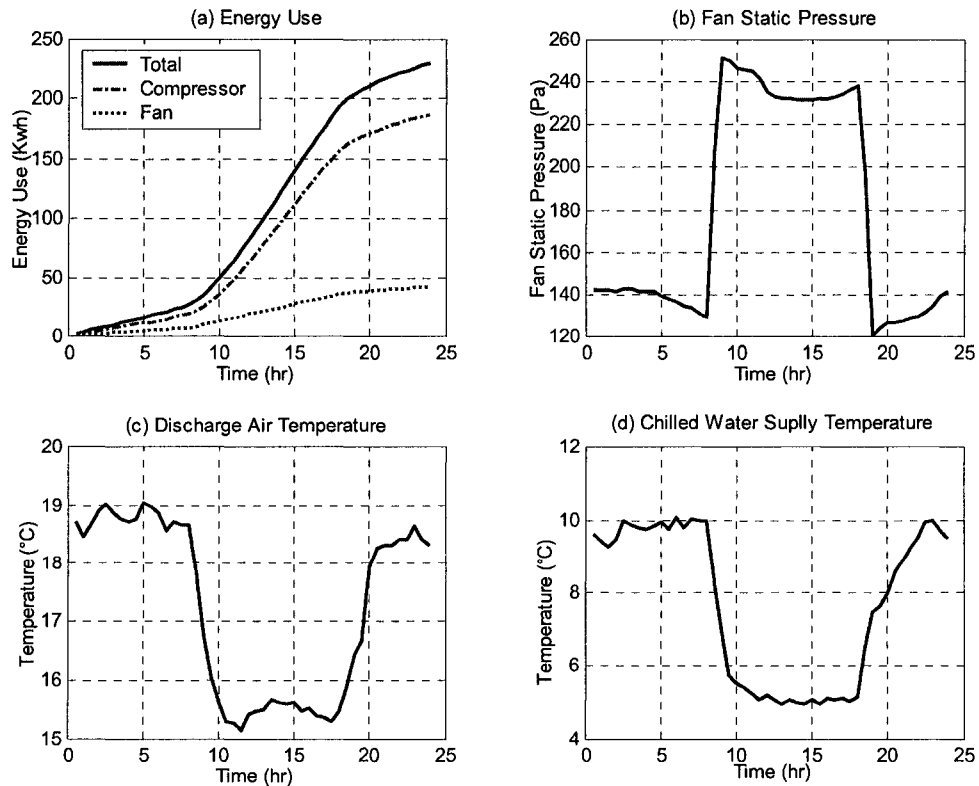 (a) Energy Use
250
200
150
100
50
0
Energy Use (Kwh)
Total
Compressor
Fan
0 5 10 15 20 25
Time (hr)
(b) Fan Static Pressure
260
240
220
200
180
160
140
120
Fan Static Pressure (Pa)
0 5 10 15 20 25
Time (hr)
(c) Discharge Air Temperature
20
19
18
17
16
15
Temperature (°C)
0 5 10 15 20 25
Time (hr)
(d) Chilled Water Suplly Temperature
12
10
8
6
4
Temperature (°C)
0 5 10 15 20 25
Time (hr)